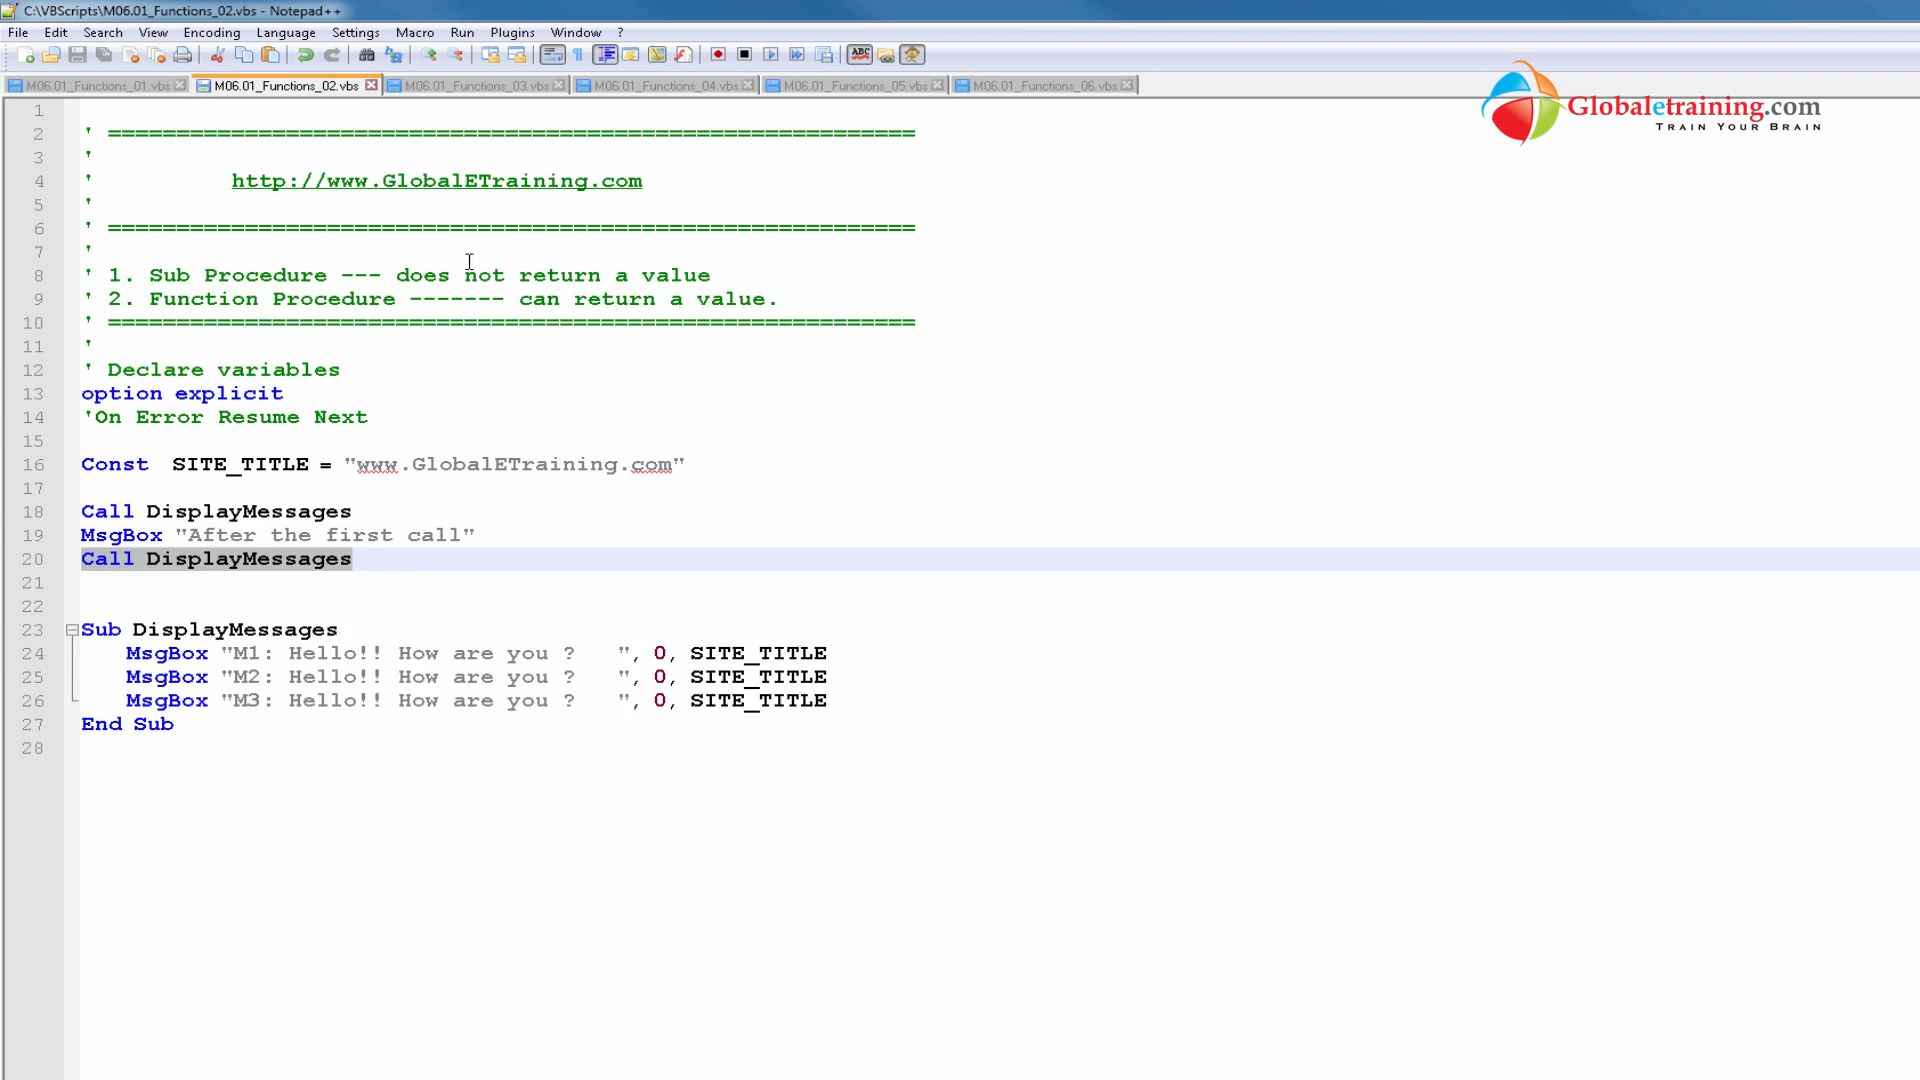 C:\VBScripts\M06.01_Functions_02.vbs - Notepad++
File Edit Search View Encoding Language Settings Macro Run Plugins Window ?
ABC
M06.01_Functions_01.vbs M06.01_Functions_02.vbs M06.01_Functions_03.vbs M06.01_Functions_04.vbs M06.01_Functions_05.vbs M06.01_Functions_06.vbs
Globaletraining.com
TRAIN YOUR BRAIN
1
2 ' ===========================================================
3 '
4 ' http://www.GlobalETraining.com
5 '
6 ' ===========================================================
7 '
8 ' 1. Sub Procedure --- does not return a value
9 ' 2. Function Procedure ------- can return a value.
10 ' ===========================================================
11 '
12 ' Declare variables
13 option explicit
14 'On Error Resume Next
15
16 Const SITE_TITLE = "www.GlobalETraining.com"
17
18 Call DisplayMessages
19 MsgBox "After the first call"
20 Call DisplayMessages
21
22
23 Sub DisplayMessages
24 MsgBox "M1: Hello!! How are you ?   ", 0, SITE_TITLE
25 MsgBox "M2: Hello!! How are you ?   ", 0, SITE_TITLE
26 MsgBox "M3: Hello!! How are you ?   ", 0, SITE_TITLE
27 End Sub
28